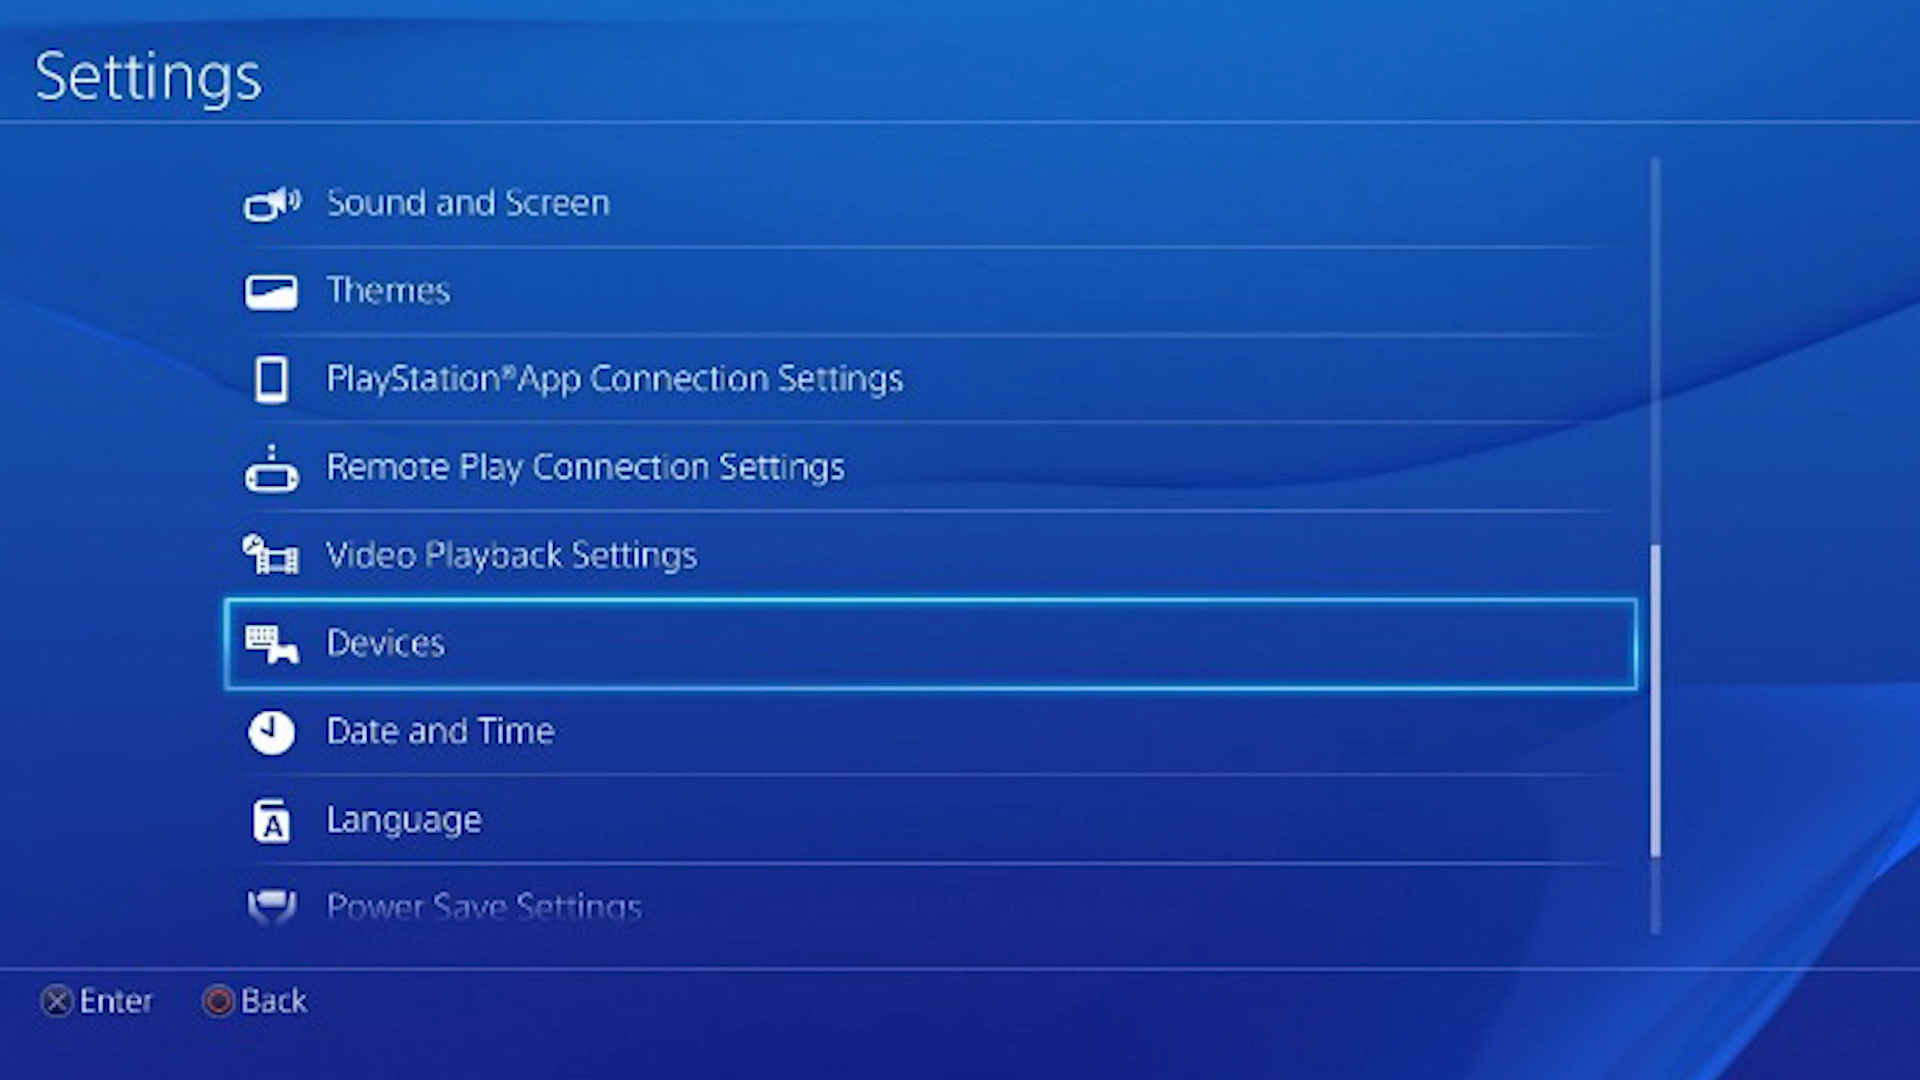 Settings
Sound and Screen
Themes
PlayStation®App Connection Settings
Remote Play Connection Settings
Video Playback Settings
Devices
Date and Time
A Language
Power Save Settings
Enter Back